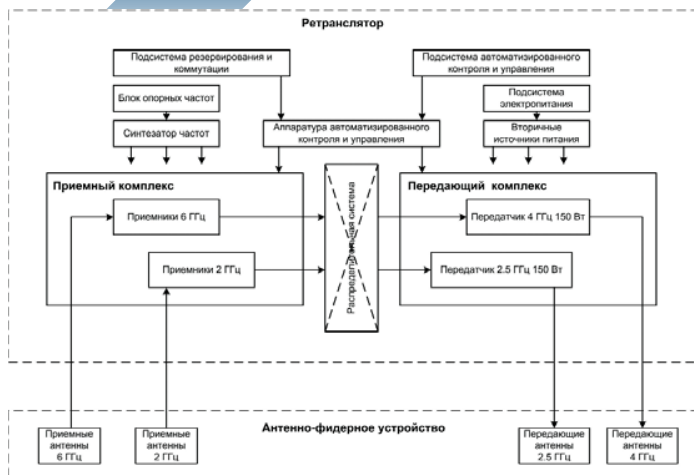 Ретранслятор
Подсистема резервирования и
коммутации
Подсистема автоматизированного
контроля и управления
Блок опорных частот
Подсистема
электропитания
Синтезатор частот
Аппаратура автоматизированного
контроля и управления
Вторичные
источники питания
Приемный комплекс
Распределительная система
Передающий комплекс
Приемники 6 ГГц
Передатчик 4 ГГц 150 Вт
Приемники 2 ГГц
Передатчик 2.5 ГГц 150 Вт
Антенно-фидерное устройство
Приемные
антенны
6 ГГц
Приемные
антенны
2 ГГц
Передающие
антенны
2.5 ГГц
Передающие
антенны
4 ГГц